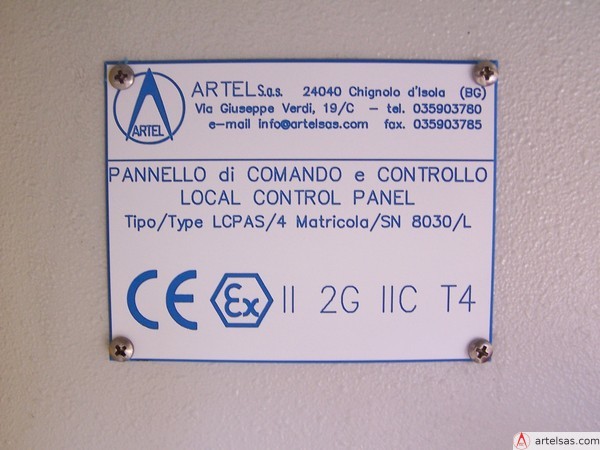 ARTEL S.a.s. 24040 Chignolo d'Isola (BG)
Via Giuseppe Verdi, 19/C – tel. 035903780
e-mail info@artelsas.com fax. 035903785
ARTEL
PANNELLO di COMANDO e CONTROLLO
LOCAL CONTROL PANEL
Tipo/Type LCPAS/4 Matricola/SN 8030/L
CE Ex II 2G IIC T4
artelsas.com